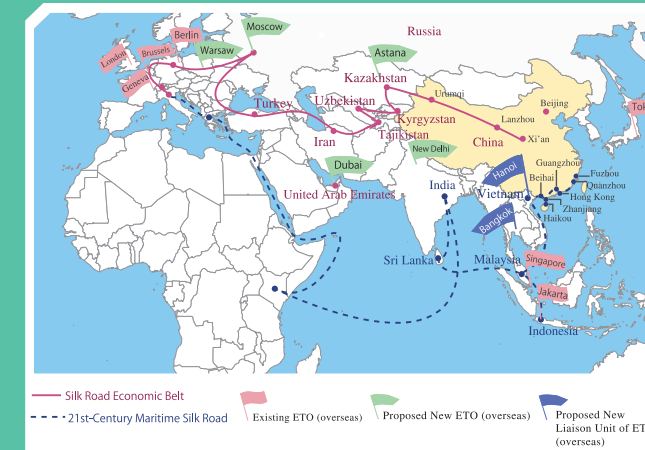 Moscow
Russia
Berlin
Warsaw
Brussels
London
Geneva
Astana
Kazakhstan
Urumqi
Turkey
Uzbekistan
Kyrgyzstan
Tajikistan
Iran
Beijing
Lanzhou
China
Xi'an
New Delhi
Dubai
United Arab Emirates
India
Hanoi
Vietnam
Guangzhou
Beihai
Fuzhou
Quanzhou
Hong Kong
Zhanjiang
Haikou
Bangkok
Sri Lanka
Malaysia
Singapore
Jakarta
Indonesia
Silk Road Economic Belt
21st-Century Maritime Silk Road
Existing ETO (overseas)
Proposed New ETO (overseas)
Proposed New
Liaison Unit of
(overseas)